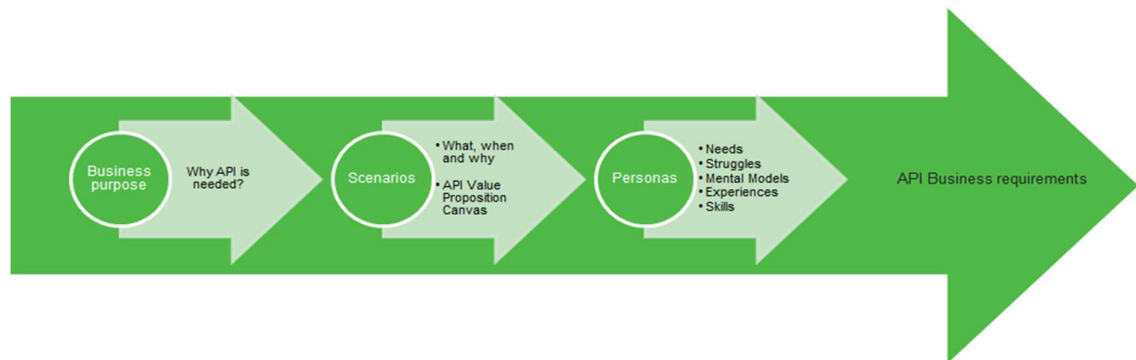 Business
purpose
Why API is
needed?
Scenarios
• What, when
and why
• API Value
Proposition
Canvas
Personas
• Needs
• Struggles
• Mental Models
• Experiences
• Skills
API Business requirements